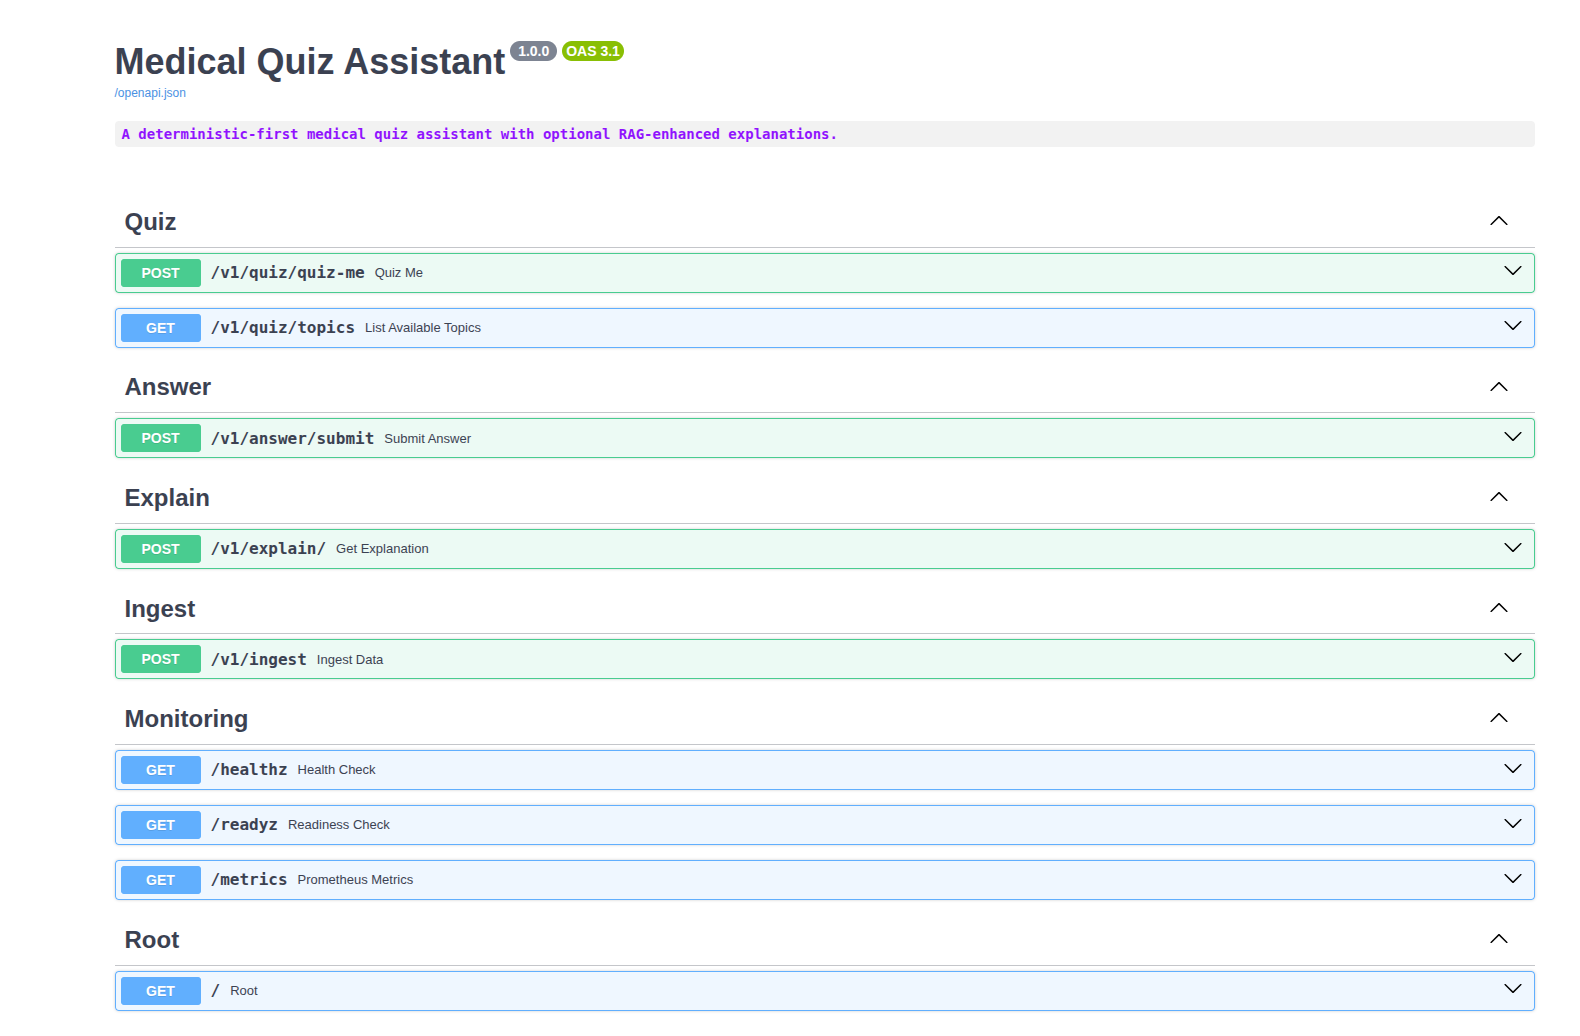 Medical Quiz Assistant 1.0.0 OAS 3.1
/openapi.json
A deterministic-first medical quiz assistant with optional RAG-enhanced explanations.
Quiz
POST /v1/quiz/quiz-me Quiz Me
GET /v1/quiz/topics List Available Topics
Answer
POST /v1/answer/submit Submit Answer
Explain
POST /v1/explain/ Get Explanation
Ingest
POST /v1/ingest Ingest Data
Monitoring
GET /healthz Health Check
GET /readyz Readiness Check
GET /metrics Prometheus Metrics
Root
GET / Root